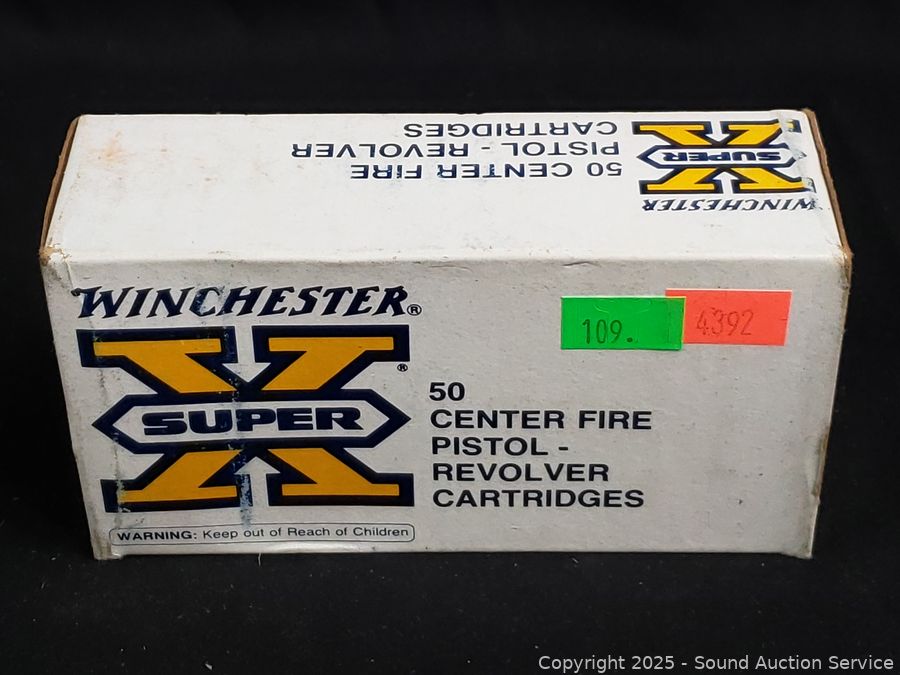 50 CENTER FIRE
PISTOL - REVOLVER
CARTRIDGES
WINCHESTER
SUPER
X
WINCHESTER®
X
SUPER
®
109.
4392
50
CENTER FIRE
PISTOL -
REVOLVER
CARTRIDGES
WARNING: Keep out of Reach of Children
Copyright 2025 - Sound Auction Service